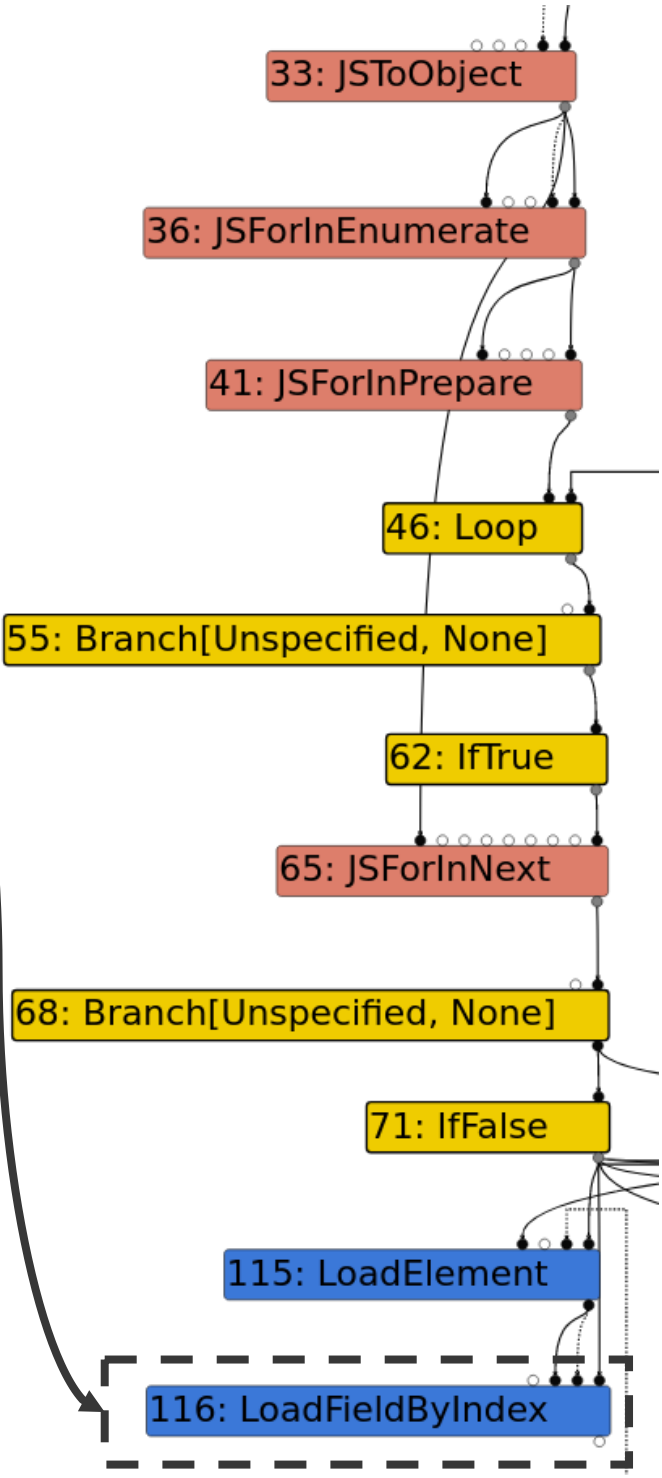 33: JSToObject
36: JSForInEnumerate
41: JSForInPrepare
46: Loop
55: Branch[Unspecified, None]
62: IfTrue
65: JSForInNext
68: Branch[Unspecified, None]
71: IfFalse
115: LoadElement
116: LoadFieldByIndex